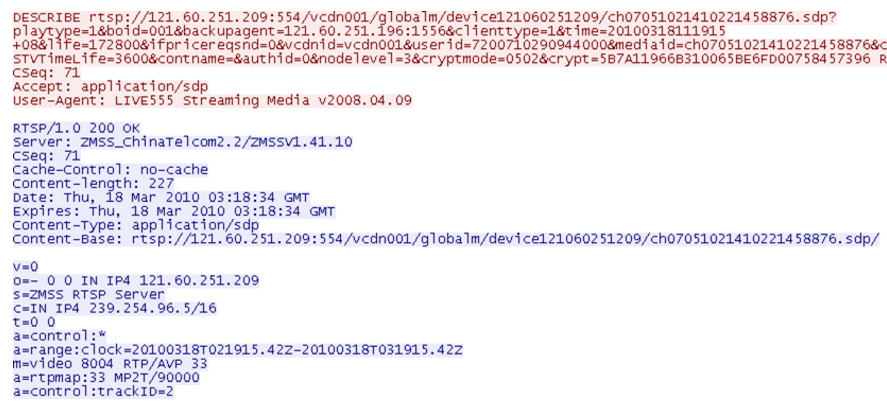 DESCRIBE rtsp://121.60.251.209:554/vcdn001/globalm/device121060251209/ch07051021410221458876.sdp?
playtype=1&boid=001&backupagent=121.60.251.196:1556&clienttype=1&time=20100318111915
+08&life=172800&ifpricereqsnd=0&vcdnid=vcdn001&userid=7200710290944000&mediaid=ch07051021410221458876&c
STVTimeLife=3600&contname=&authid=0&nodelevel=3&cryptmode=0502&crypt=5B7A11966B310065BE6FD00758457396 R
CSeq: 71
Accept: application/sdp
User-Agent: LIVE555 Streaming Media v2008.04.09
RTSP/1.0 200 OK
Server: ZMSS_ChinaTelcom2.2/ZMSSV1.41.10
CSeq: 71
Cache-Control: no-cache
Content-length: 227
Date: Thu, 18 Mar 2010 03:18:34 GMT
Expires: Thu, 18 Mar 2010 03:18:34 GMT
Content-Type: application/sdp
Content-Base: rtsp://121.60.251.209:554/vcdn001/globalm/device121060251209/ch07051021410221458876.sdp/
v=0
o=- 0 0 IN IP4 121.60.251.209
s=ZMSS RTSP Server
c=IN IP4 239.254.96.5/16
t=0 0
a=control:*
a=range:clock=20100318T021915.42Z-20100318T031915.42Z
m=video 8004 RTP/AVP 33
a=rtpmap:33 MP2T/90000
a=control:trackID=2